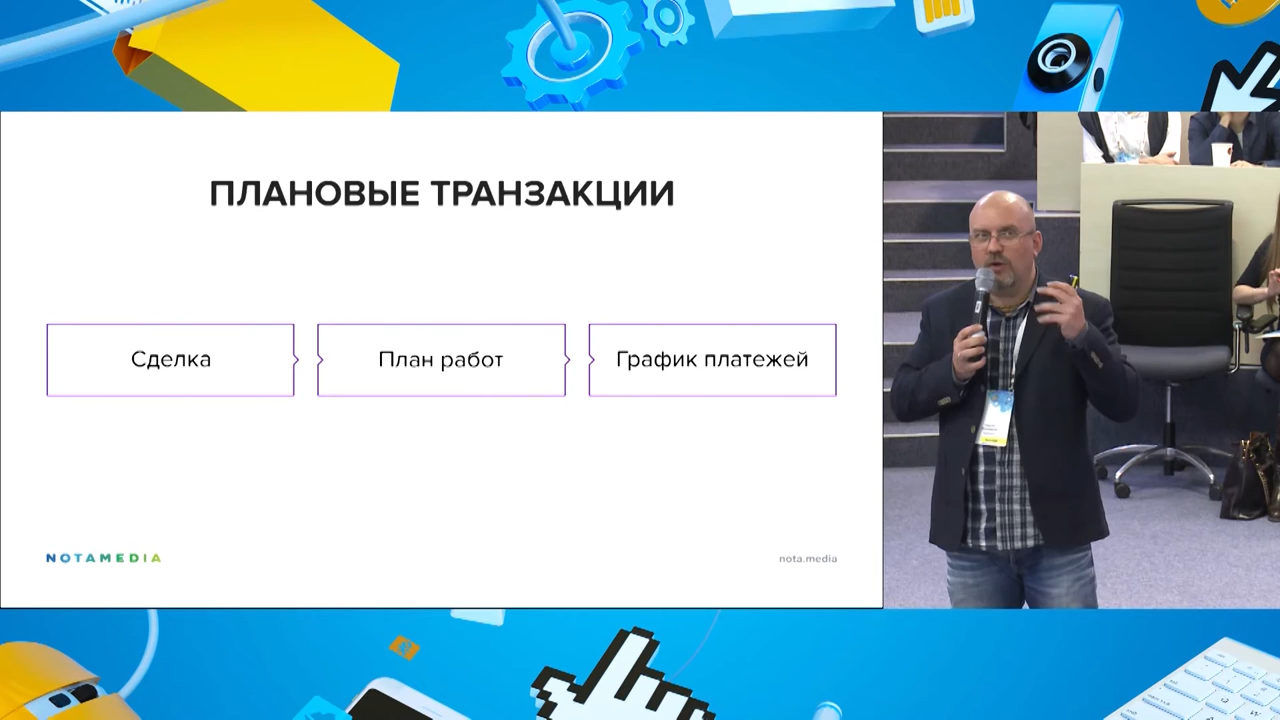 ПЛАНОВЫЕ ТРАНЗАКЦИИ
Сделка
План работ
График платежей
NOTAMEDIA
nota.media